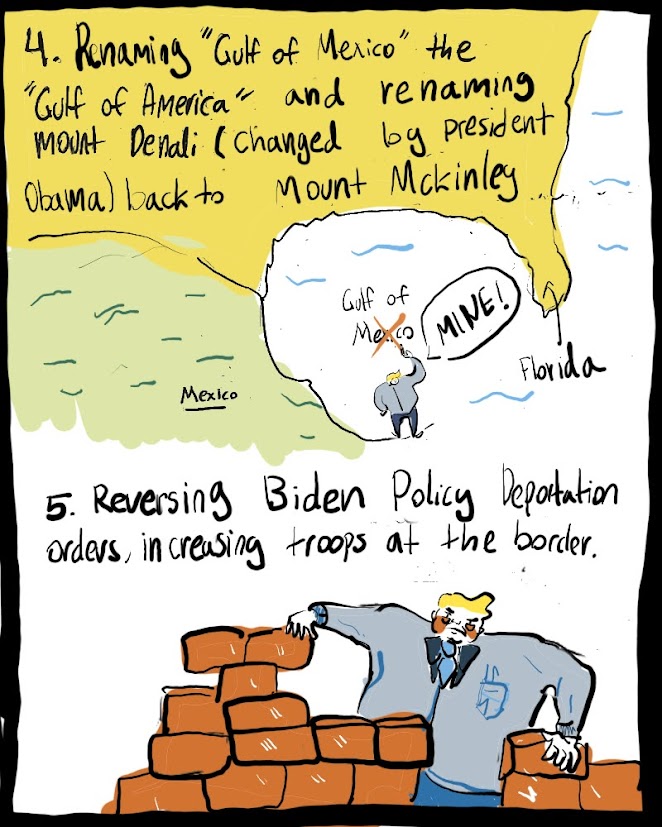 4. Renaming "Gulf of Mexico" the
"Gulf of America" and renaming
mount Denali (changed by president
Obama) back to Mount Mckinley
Gulf of
Mexico
MINE!
Florida
Mexico
5. Reversing Biden Policy Deportation
orders, increasing troops at the border.